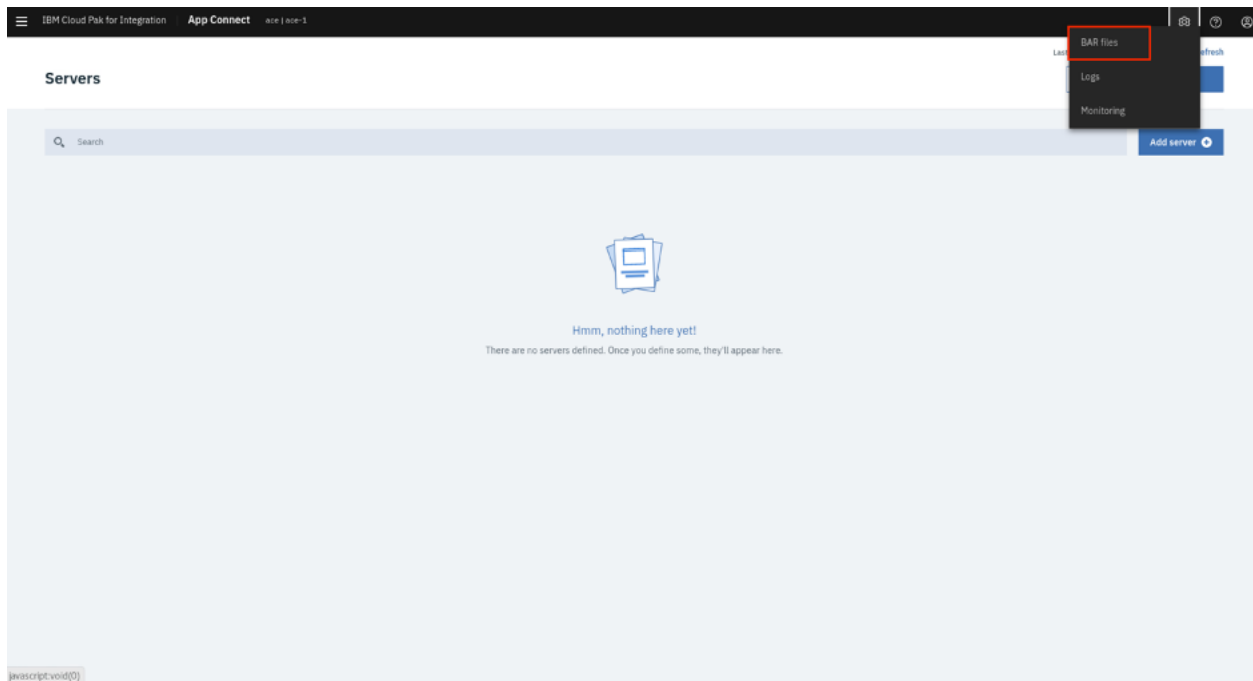 IBM Cloud Pak for Integration App Connect ace | ace-1
BAR files
Last
efresh
Servers
Logs
Monitoring
Search
Add server
Hmm, nothing here yet!
There are no servers defined. Once you define some, they'll appear here.
javascript:void(0)